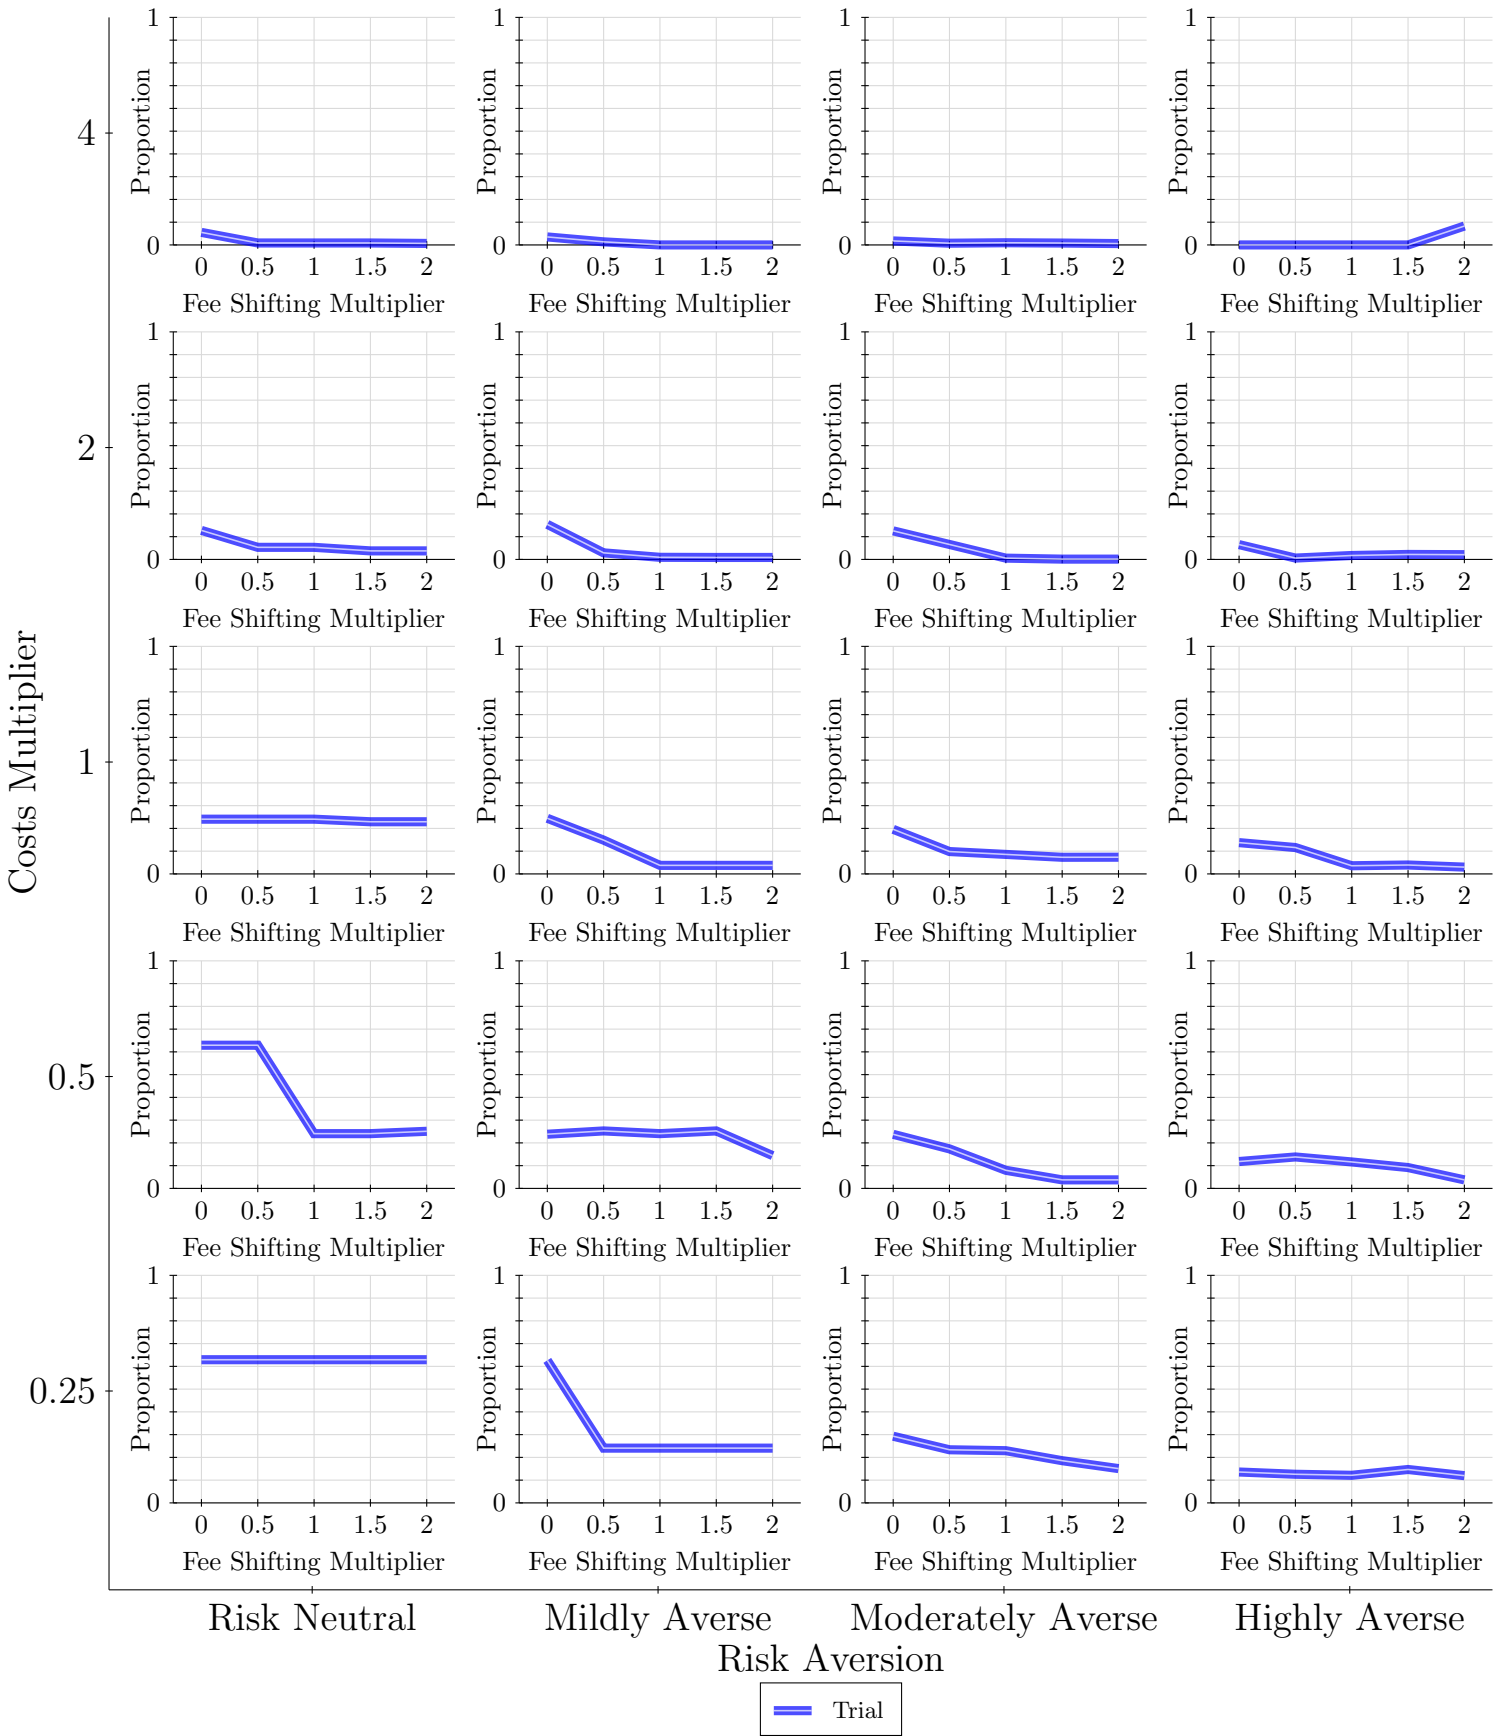 Costs Multiplier
4
1
Proportion
0
0 0.5 1 1.5 2
Fee Shifting Multiplier
1
Proportion
0
0 0.5 1 1.5 2
Fee Shifting Multiplier
1
Proportion
0
0 0.5 1 1.5 2
Fee Shifting Multiplier
1
Proportion
0
0 0.5 1 1.5 2
Fee Shifting Multiplier
2
1
Proportion
0
0 0.5 1 1.5 2
Fee Shifting Multiplier
1
Proportion
0
0 0.5 1 1.5 2
Fee Shifting Multiplier
1
Proportion
0
0 0.5 1 1.5 2
Fee Shifting Multiplier
1
Proportion
0
0 0.5 1 1.5 2
Fee Shifting Multiplier
1
1
Proportion
0
0 0.5 1 1.5 2
Fee Shifting Multiplier
1
Proportion
0
0 0.5 1 1.5 2
Fee Shifting Multiplier
1
Proportion
0
0 0.5 1 1.5 2
Fee Shifting Multiplier
1
Proportion
0
0 0.5 1 1.5 2
Fee Shifting Multiplier
0.5
1
Proportion
0
0 0.5 1 1.5 2
Fee Shifting Multiplier
1
Proportion
0
0 0.5 1 1.5 2
Fee Shifting Multiplier
1
Proportion
0
0 0.5 1 1.5 2
Fee Shifting Multiplier
1
Proportion
0
0 0.5 1 1.5 2
Fee Shifting Multiplier
0.25
1
Proportion
0
0 0.5 1 1.5 2
Fee Shifting Multiplier
1
Proportion
0
0 0.5 1 1.5 2
Fee Shifting Multiplier
1
Proportion
0
0 0.5 1 1.5 2
Fee Shifting Multiplier
1
Proportion
0
0 0.5 1 1.5 2
Fee Shifting Multiplier
Risk Neutral
Mildly Averse
Moderately Averse
Highly Averse
Risk Aversion
Trial